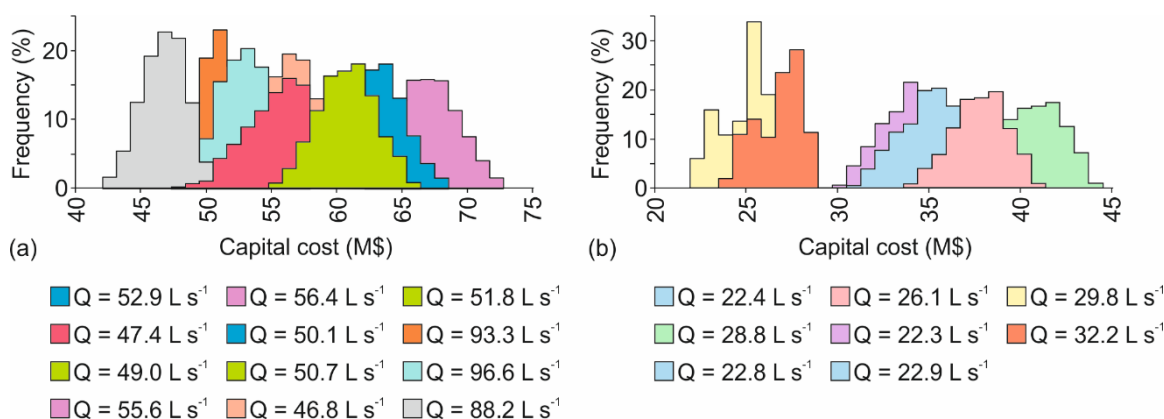 Frequency (%)
20
10
0
40 45 50 55 60 65 70 75
(a) Capital cost (M$)
Q = 52.9 L s⁻¹ Q = 56.4 L s⁻¹ Q = 51.8 L s⁻¹
Q = 47.4 L s⁻¹ Q = 50.1 L s⁻¹ Q = 93.3 L s⁻¹
Q = 49.0 L s⁻¹ Q = 50.7 L s⁻¹ Q = 96.6 L s⁻¹
Q = 55.6 L s⁻¹ Q = 46.8 L s⁻¹ Q = 88.2 L s⁻¹
Frequency (%)
30
20
10
0
20 25 30 35 40 45
(b) Capital cost (M$)
Q = 22.4 L s⁻¹ Q = 26.1 L s⁻¹ Q = 29.8 L s⁻¹
Q = 28.8 L s⁻¹ Q = 22.3 L s⁻¹ Q = 32.2 L s⁻¹
Q = 22.8 L s⁻¹ Q = 22.9 L s⁻¹